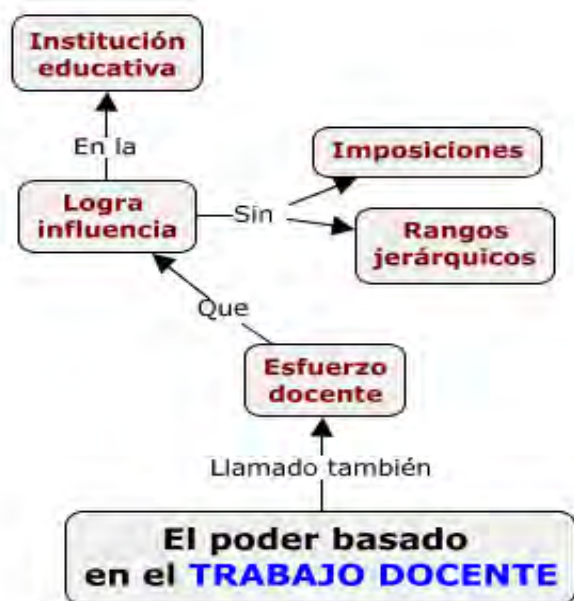 Institución
educativa
En la
Imposiciones
Logra
influencia
Sin
Rangos
jerárquicos
Que
Esfuerzo
docente
Llamado también
El poder basado
en el TRABAJO DOCENTE